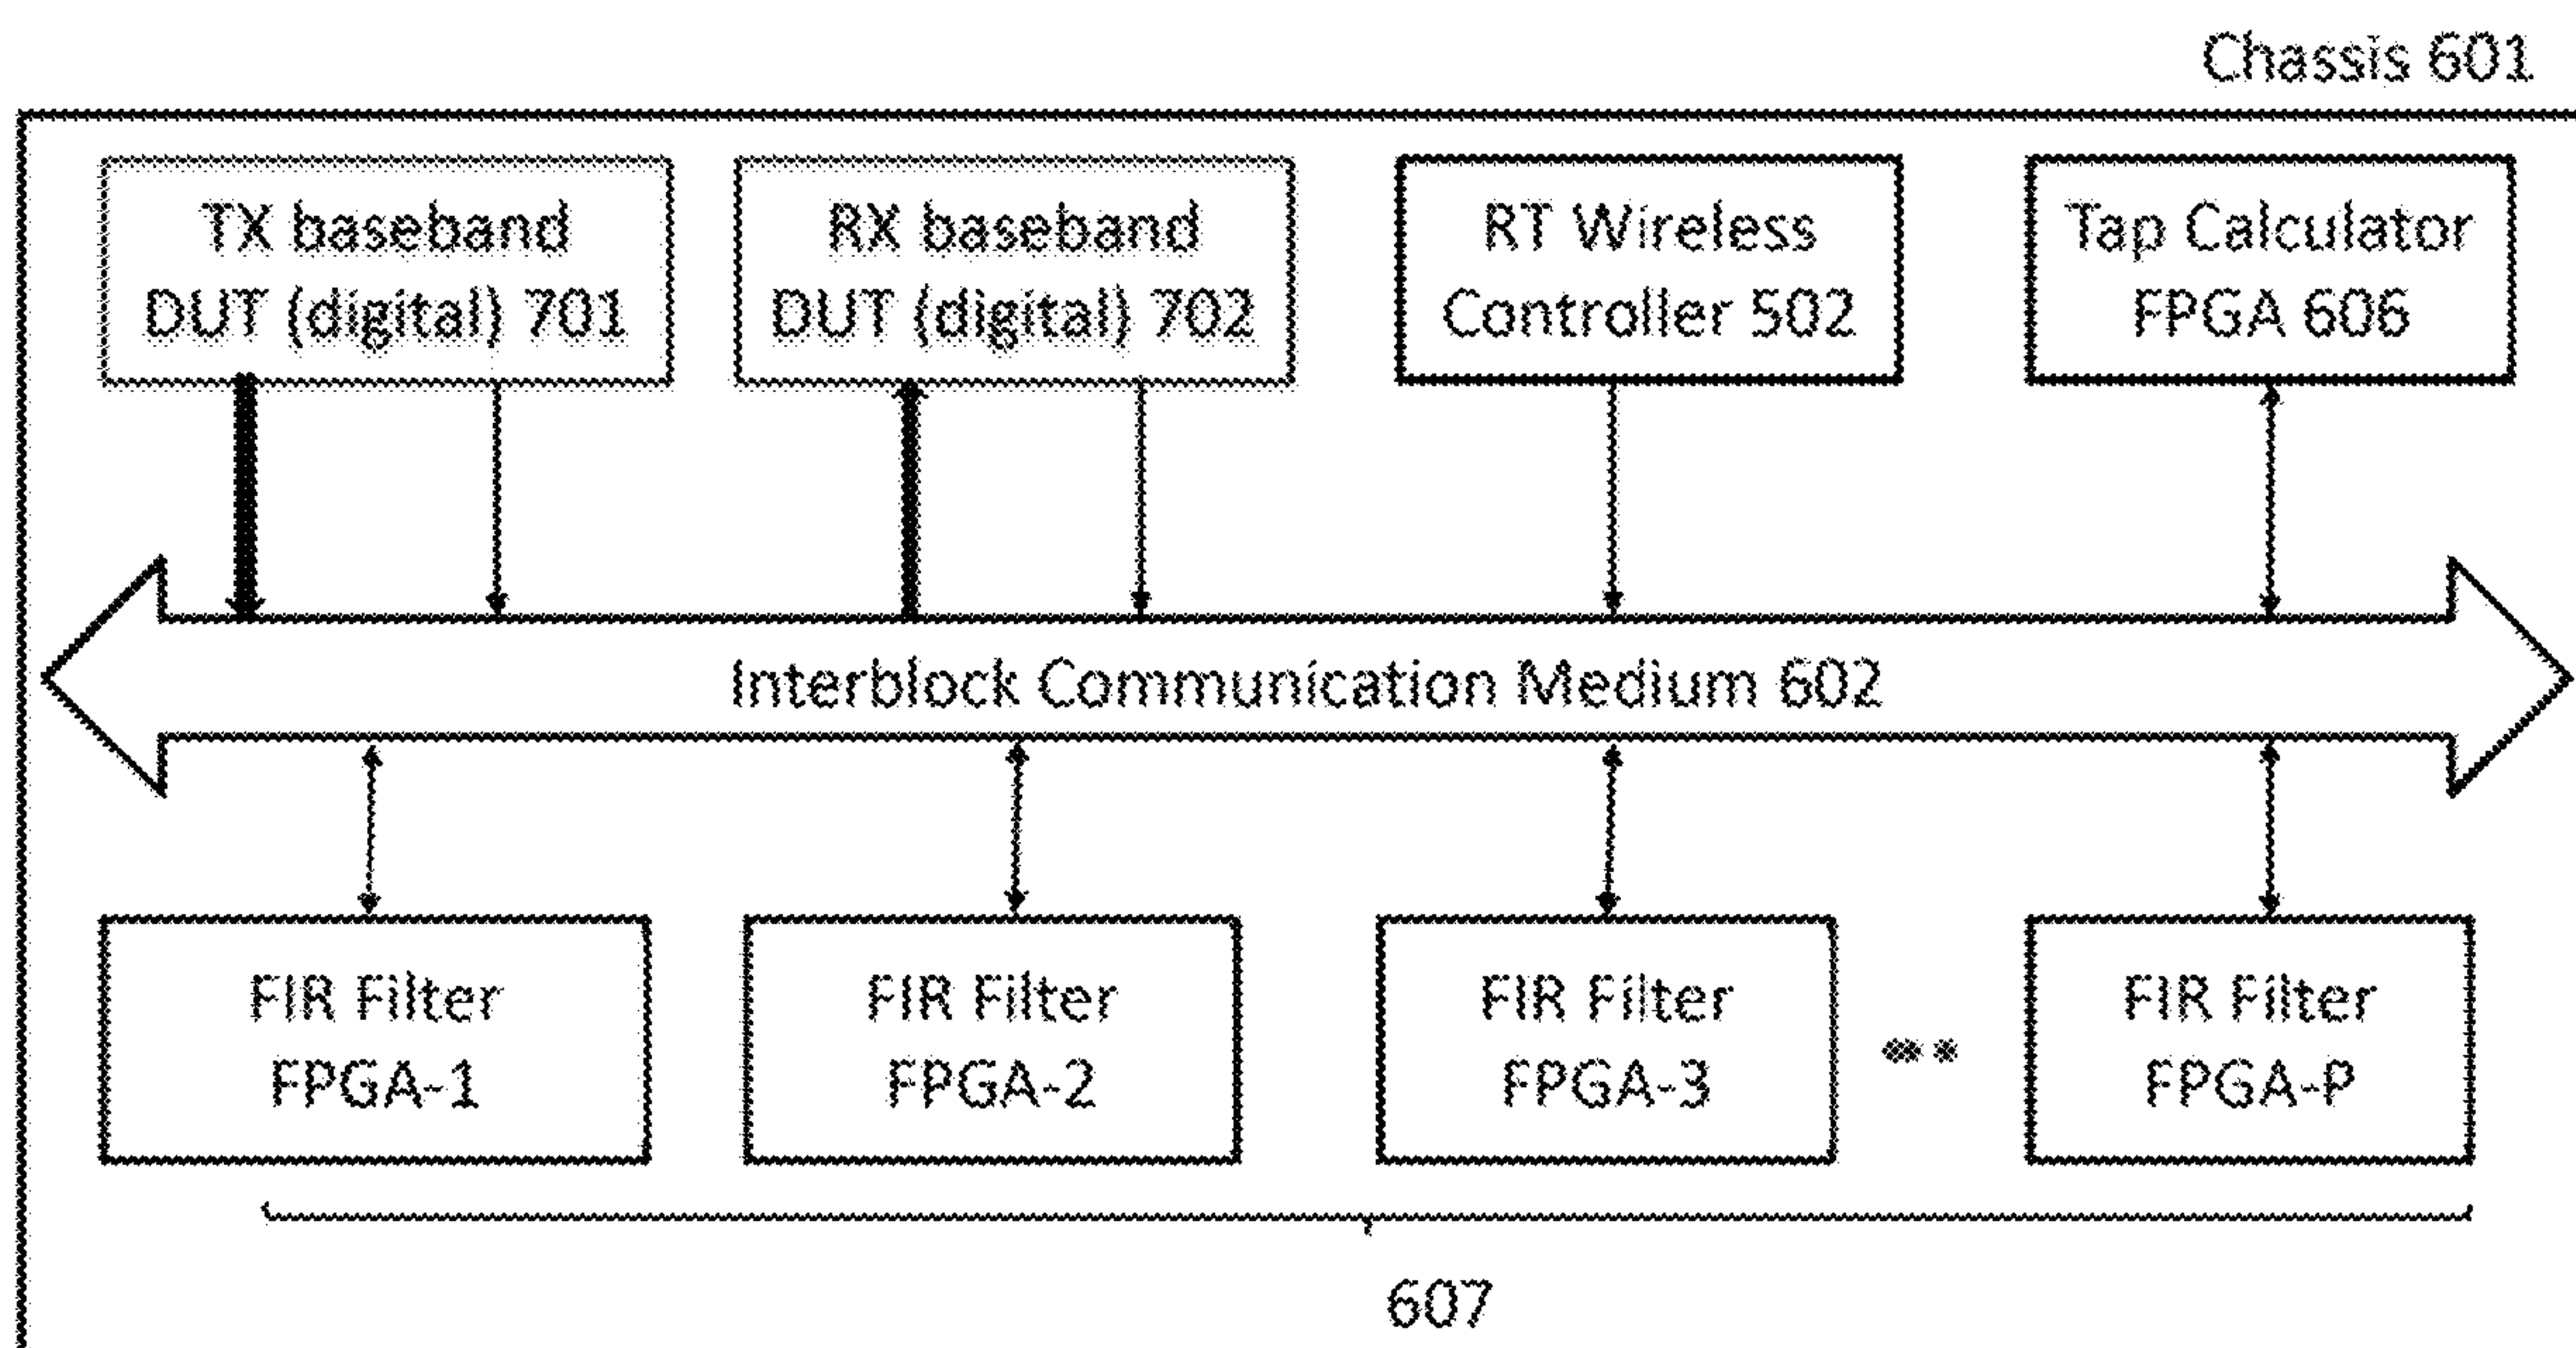 Chassis 601
TX baseband
DUT (digital) 701
RX baseband
DUT (digital) 702
RT Wireless
Controller 502
Tap Calculator
FPGA 606
Interblock Communication Medium 602
FIR Filter
FPGA-1
FIR Filter
FPGA-2
FIR Filter
FPGA-3
FIR Filter
FPGA-P
607